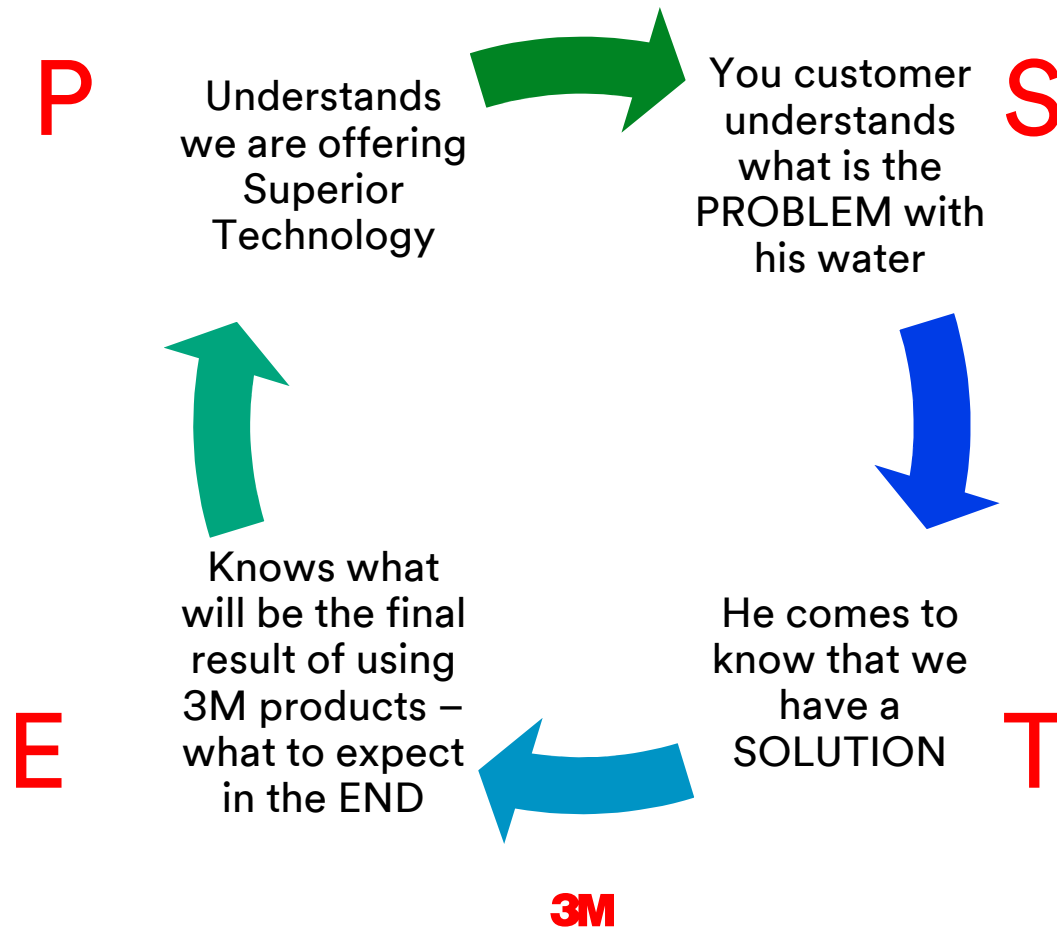 P
Understands
we are offering
Superior
Technology
You customer
understands
what is the
PROBLEM with
his water
S
E
Knows what
will be the final
result of using
3M products –
what to expect
in the END
He comes to
know that we
have a
SOLUTION
T
3M